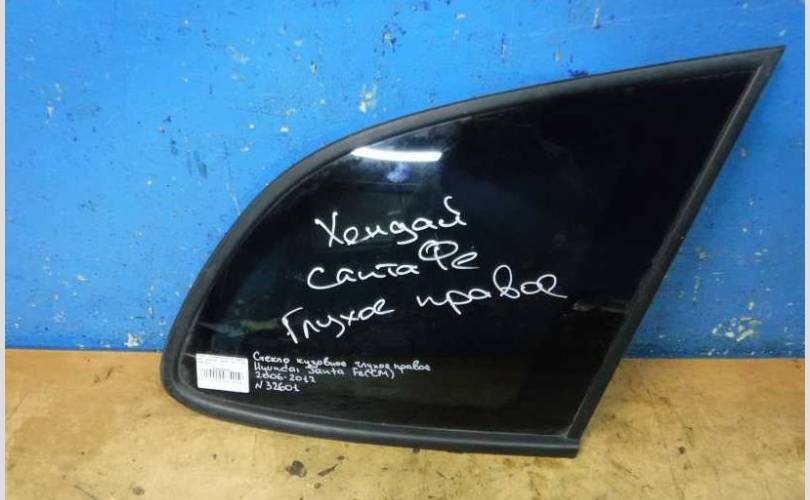 Хендай
Санта Фе
Глухое правое
Стекло кузовное глухое правое
Hyundai Santa Fe(CM)
2006-2012
N32601